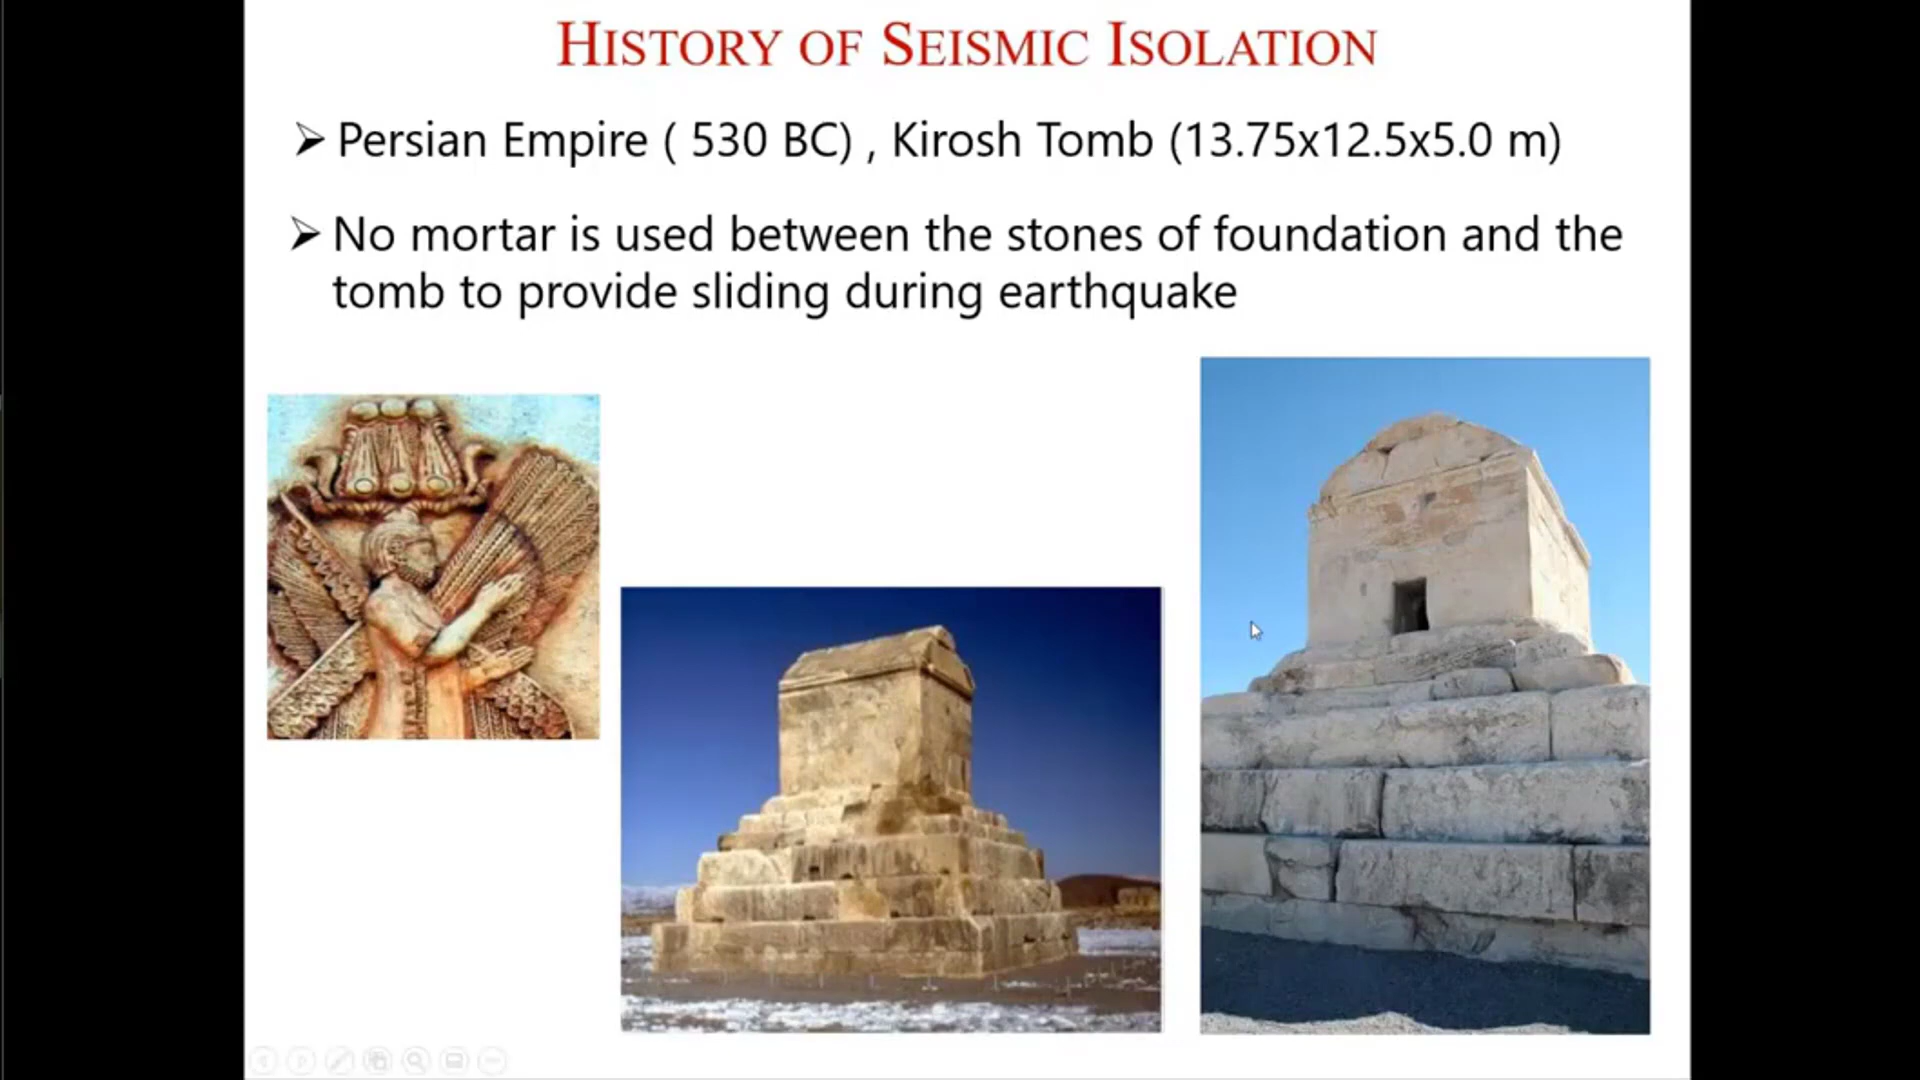 HISTORY OF SEISMIC ISOLATION
Persian Empire ( 530 BC) , Kirosh Tomb (13.75x12.5x5.0 m)
No mortar is used between the stones of foundation and the
tomb to provide sliding during earthquake